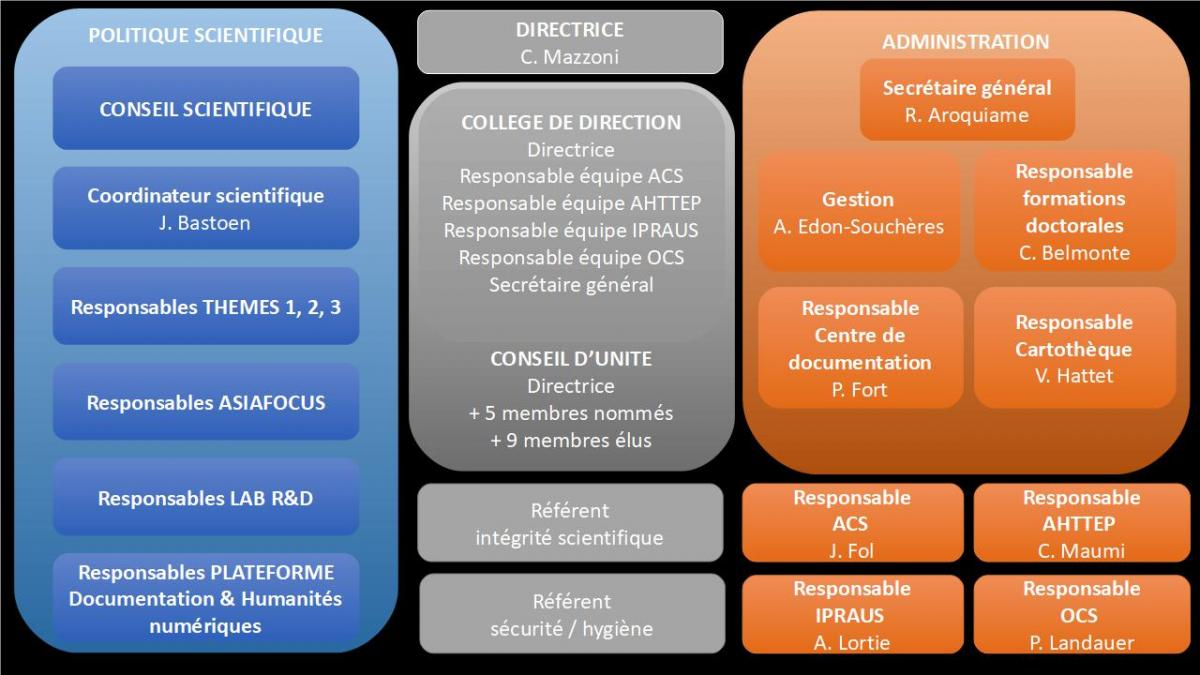 POLITIQUE SCIENTIFIQUE
CONSEIL SCIENTIFIQUE
Coordinateur scientifique
J. Bastoen
Responsables THEMES 1, 2, 3
Responsables ASIAFOCUS
Responsables LAB R&D
Responsables PLATEFORME
Documentation & Humanités
numériques
DIRECTRICE
C. Mazzoni
COLLEGE DE DIRECTION
Directrice
Responsable équipe ACS
Responsable équipe AHTTEP
Responsable équipe IPRAUS
Responsable équipe OCS
Secrétaire général
CONSEIL D’UNITE
Directrice
+ 5 membres nommés
+ 9 membres élus
Référent
intégrité scientifique
Référent
sécurité / hygiène
ADMINISTRATION
Secrétaire général
R. Aroquiame
Gestion
A. Edon-Souchères
Responsable
formations
doctorales
C. Belmonte
Responsable
Centre de
documentation
P. Fort
Responsable
Cartothèque
V. Hattet
Responsable
ACS
J. Fol
Responsable
AHTTEP
C. Maumi
Responsable
IPRAUS
A. Lortie
Responsable
OCS
P. Landauer